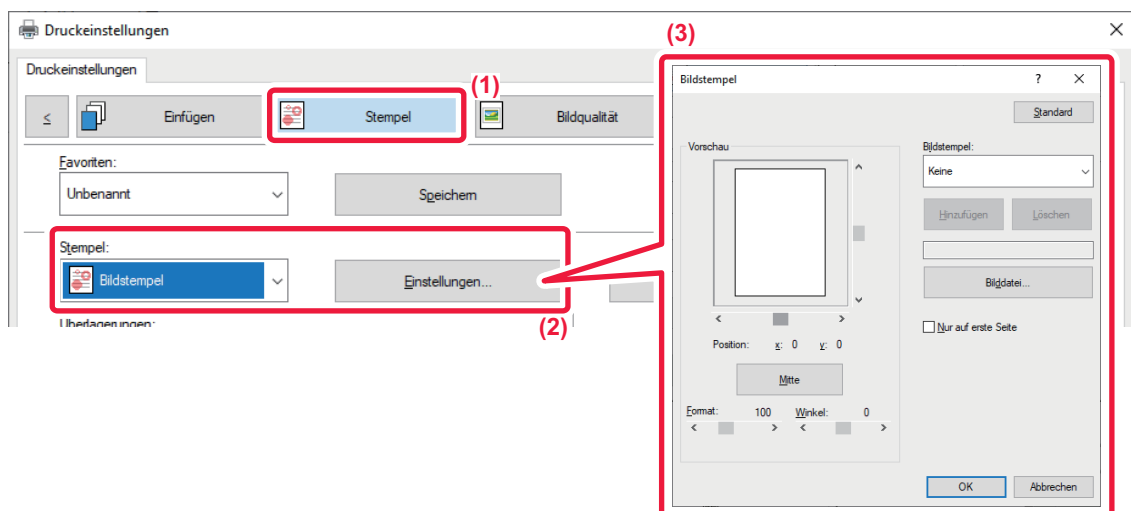 Druckeinstellungen
Druckeinstellungen
(1)
≤ Einfügen Stempel Bildqualität
Favoriten:
Unbenannt Speichern
Stempel:
Bildstempel Einstellungen...
Überlagerungen:
(2)
(3)
Bildstempel ?
Standard
Vorschau
Position: x: 0 y: 0
Mitte
Format: 100 Winkel: 0
Bildstempel:
Keine
Hinzufügen Löschen
Bilddatei...
Nur auf erste Seite
OK Abbrechen